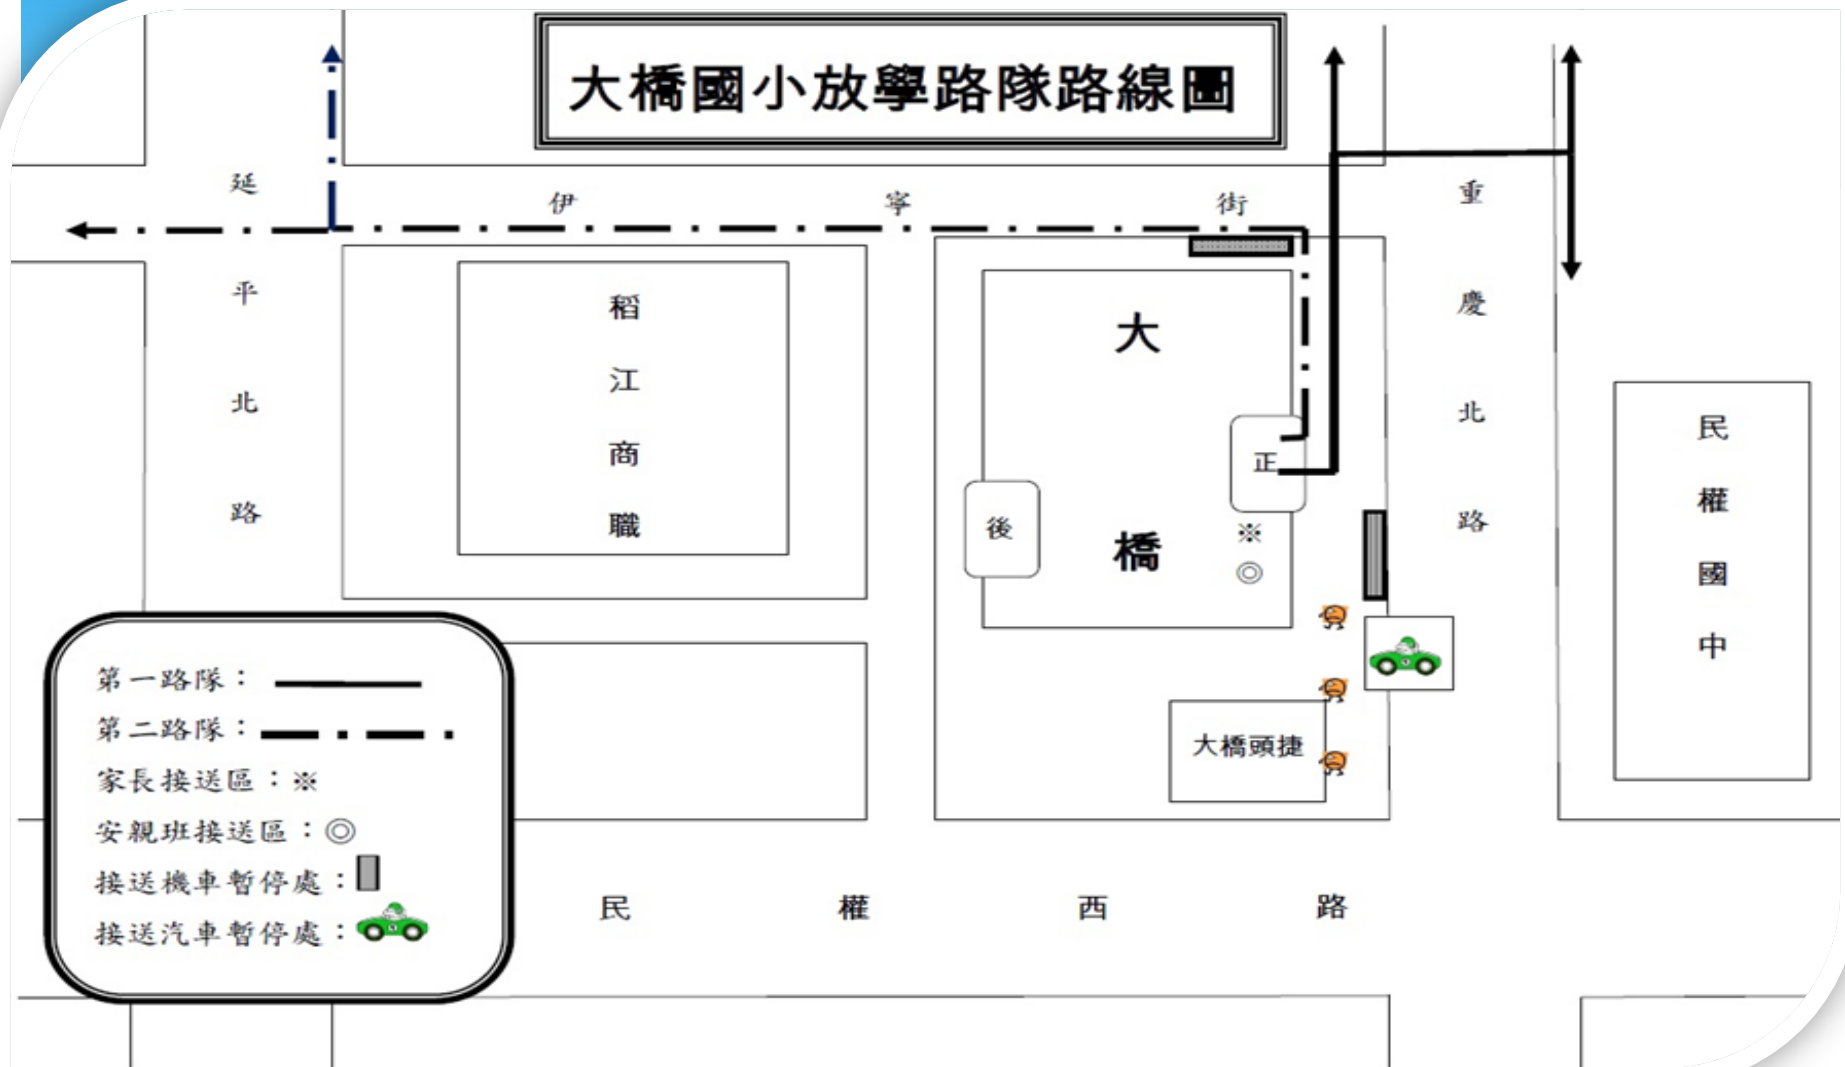 大橋國小放學路隊路線圖
延平北路
伊寧街
重慶北路
稻江商職
大橋
正
後
※
◎
民權國中
大橋頭捷
第一路隊：
第二路隊：
家長接送區：※
安親班接送區：◎
接送機車暫停處：
接送汽車暫停處：
民權西路